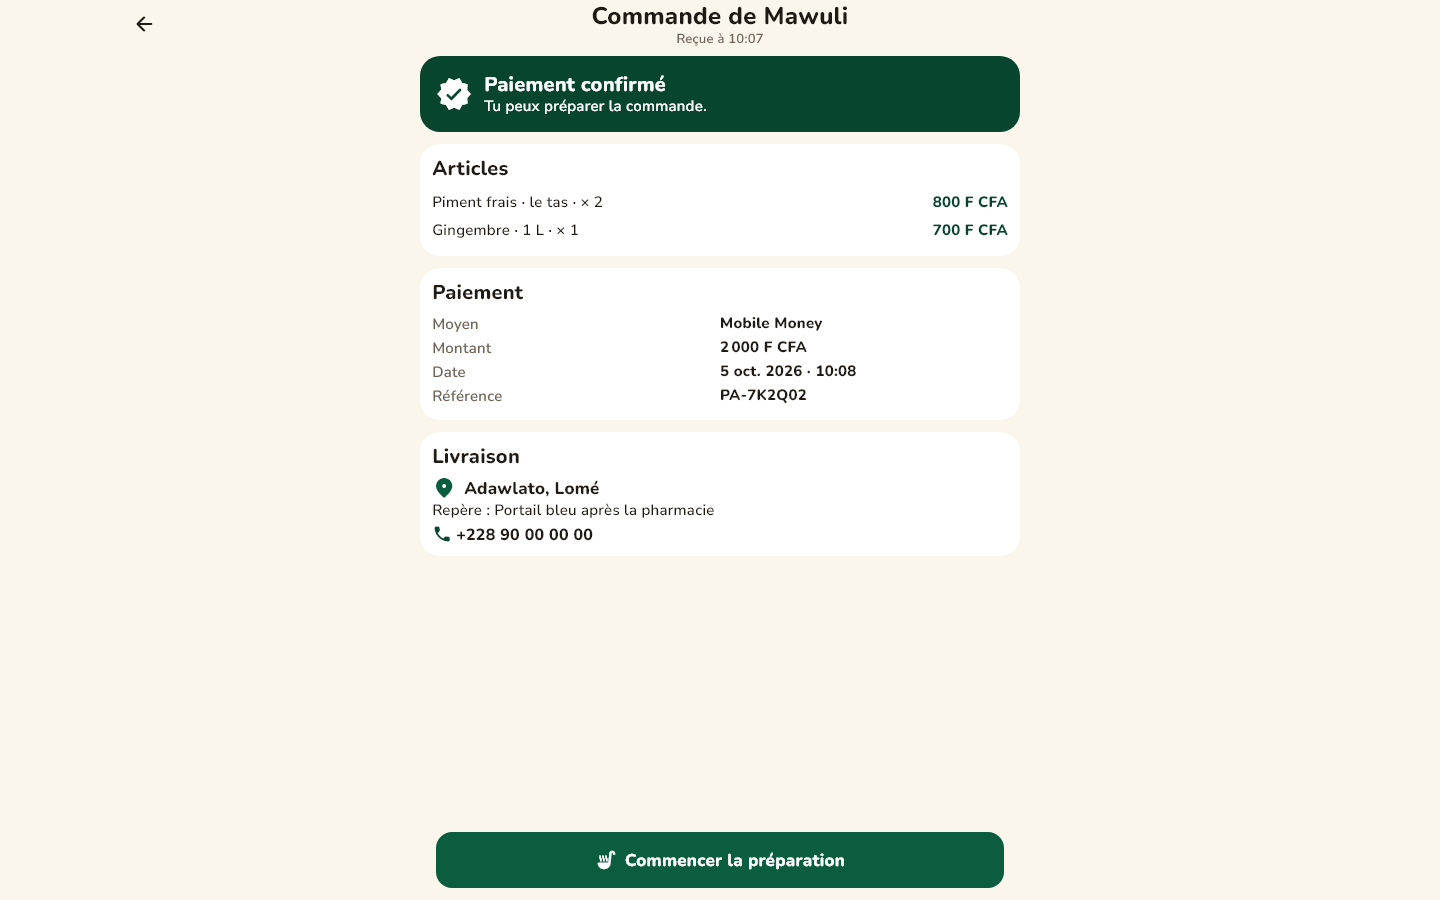 Commande de Mawuli
Reçue à 10:07
Paiement confirmé
Tu peux préparer la commande.
Articles
Piment frais · le tas · × 2 800 F CFA
Gingembre · 1 L · × 1 700 F CFA
Paiement
Moyen Mobile Money
Montant 2 000 F CFA
Date 5 oct. 2026 · 10:08
Référence PA-7K2Q02
Livraison
Adawlato, Lomé
Repère : Portail bleu après la pharmacie
+228 90 00 00 00
Commencer la préparation